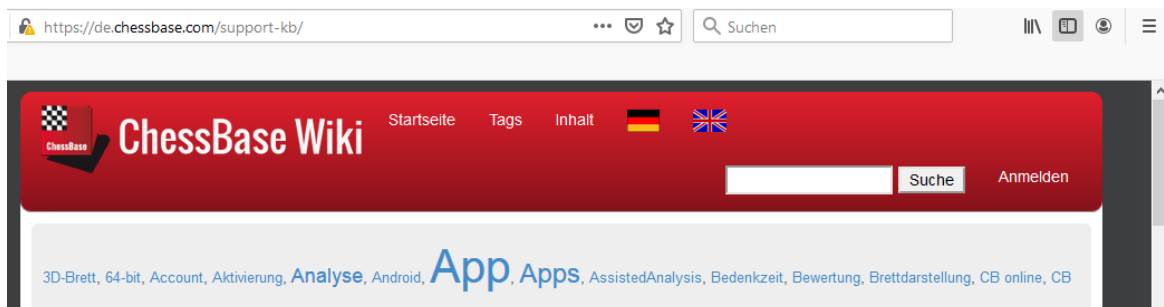 https://de.chessbase.com/support-kb/ ••• Suchen
ChessBase
ChessBase Wiki
Startseite Tags Inhalt
Suche Anmelden
3D-Brett, 64-bit, Account, Aktivierung, Analyse, Android, App, Apps, AssistedAnalysis, Bedenkzeit, Bewertung, Brettdarstellung, CB online, CB